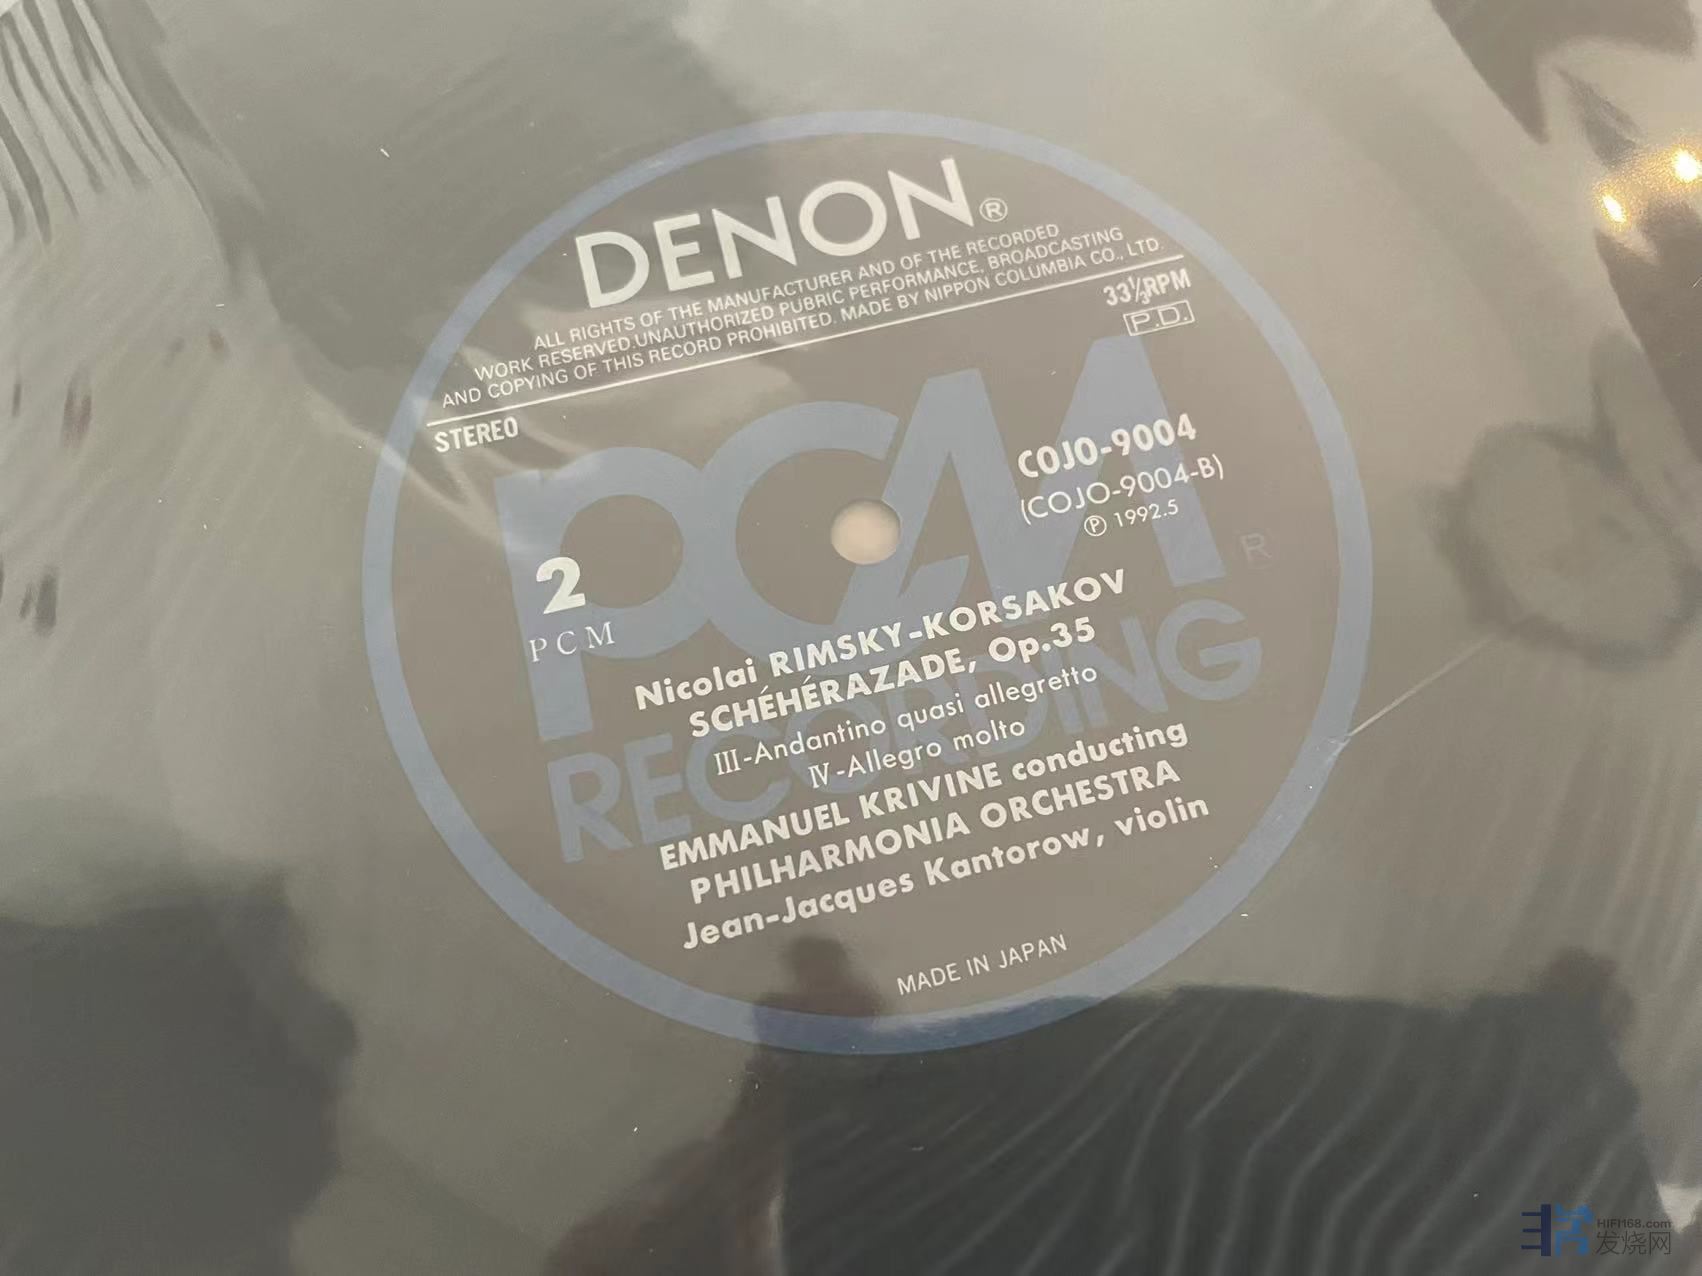 DENON®
ALL RIGHTS OF THE MANUFACTURER AND OF THE RECORDED
WORK RESERVED.UNAUTHORIZED PUBRIC PERFORMANCE, BROADCASTING
AND COPYING OF THIS RECORD PROHIBITED. MADE BY NIPPON COLUMBIA CO., LTD.
STEREO
33⅓RPM
P.D.
PCM®
RECORDING
COJO-9004
(COJO-9004-B)
℗ 1992.5
2
PCM
Nicolai RIMSKY-KORSAKOV
SCHÉHÉRAZADE, Op.35
III-Andantino quasi allegretto
IV-Allegro molto
EMMANUEL KRIVINE conducting
PHILHARMONIA ORCHESTRA
Jean-Jacques Kantorow, violin
MADE IN JAPAN
非常
HIFI168.com
发烧网